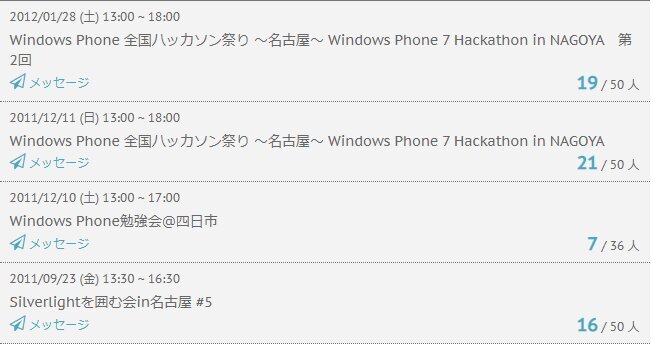 2012/01/28 (土) 13:00 ~ 18:00
Windows Phone 全国ハッカソン祭り ～名古屋～ Windows Phone 7 Hackathon in NAGOYA　第
2回
メッセージ 19 / 50 人
2011/12/11 (日) 13:00 ~ 18:00
Windows Phone 全国ハッカソン祭り ～名古屋～ Windows Phone 7 Hackathon in NAGOYA
メッセージ 21 / 50 人
2011/12/10 (土) 13:00 ~ 17:00
Windows Phone勉強会@四日市
メッセージ 7 / 36 人
2011/09/23 (金) 13:30 ~ 16:30
Silverlightを囲む会in名古屋 #5
メッセージ 16 / 50 人